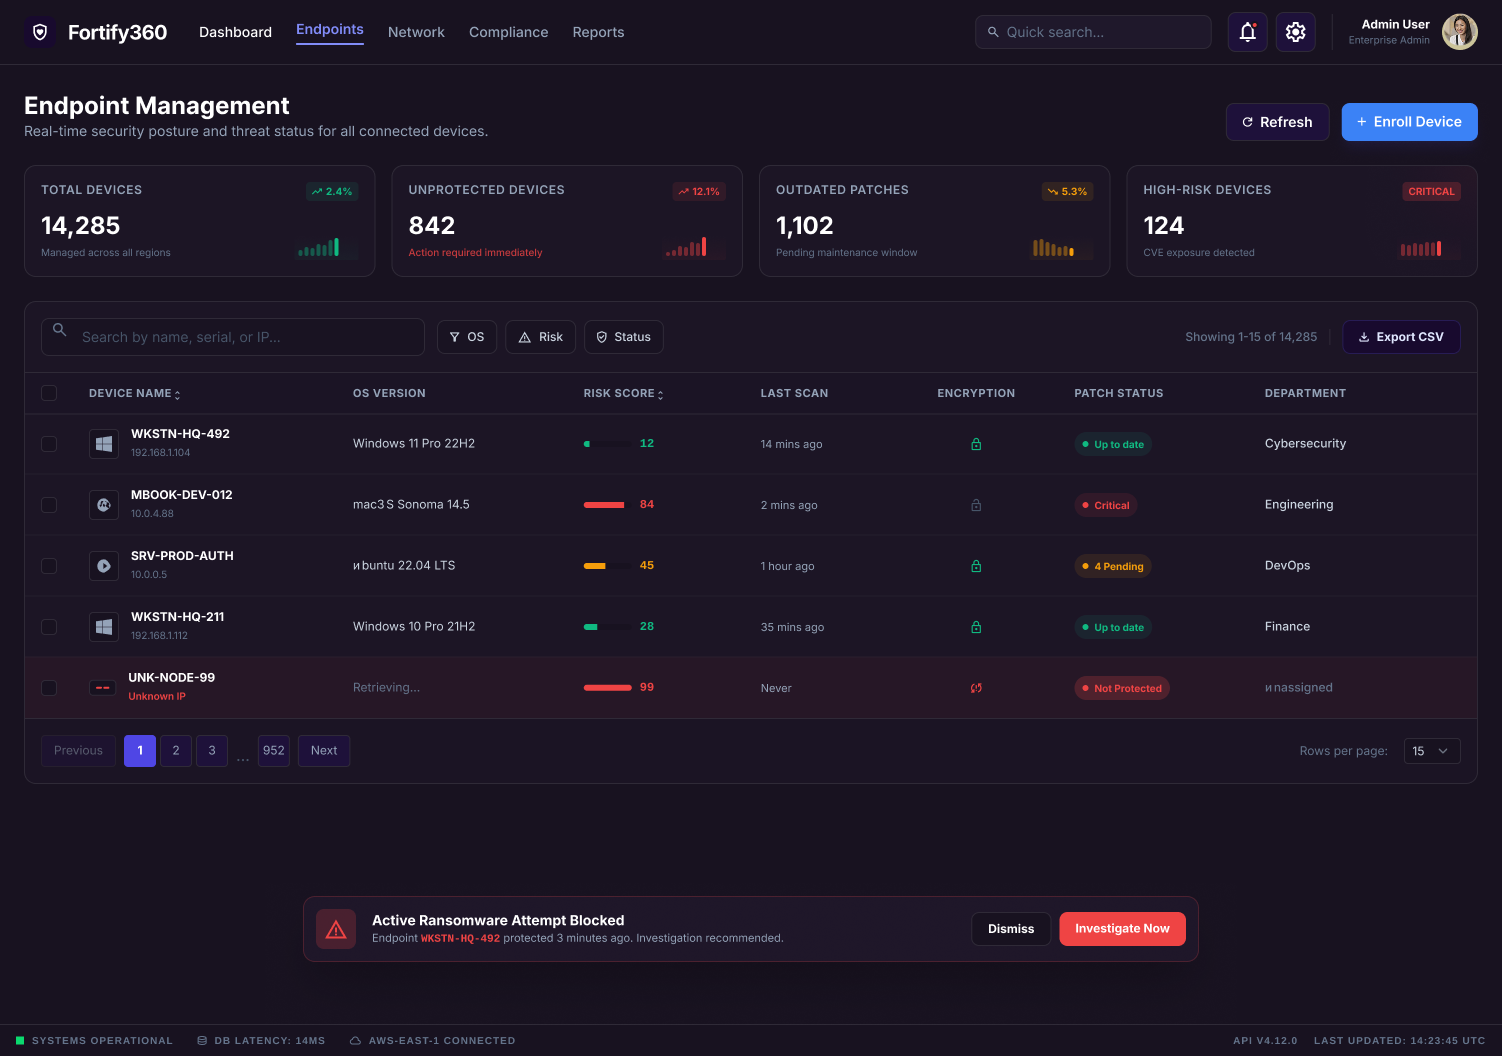 Fortify360
Dashboard
Endpoints
Network
Compliance
Reports
Quick search...
Admin User
Enterprise Admin
Endpoint Management
Real-time security posture and threat status for all connected devices.
Refresh
+ Enroll Device
TOTAL DEVICES
2.4%
14,285
Managed across all regions
UNPROTECTED DEVICES
12.1%
842
Action required immediately
OUTDATED PATCHES
5.3%
1,102
Pending maintenance window
HIGH-RISK DEVICES
CRITICAL
124
CVE exposure detected
Search by name, serial, or IP...
OS
Risk
Status
Showing 1-15 of 14,285
Export CSV
DEVICE NAME OS VERSION RISK SCORE LAST SCAN ENCRYPTION PATCH STATUS DEPARTMENT
WKSTN-HQ-492
192.168.1.104
Windows 11 Pro 22H2
12
14 mins ago
Up to date
Cybersecurity
MBOOK-DEV-012
10.0.4.88
mac3S Sonoma 14.5
84
2 mins ago
Critical
Engineering
SRV-PROD-AUTH
10.0.0.5
иbuntu 22.04 LTS
45
1 hour ago
4 Pending
DevOps
WKSTN-HQ-211
192.168.1.112
Windows 10 Pro 21H2
28
35 mins ago
Up to date
Finance
UNK-NODE-99
Unknown IP
Retrieving...
99
Never
Not Protected
иnassigned
Previous 1 2 3 ... 952 Next
Rows per page: 15
Active Ransomware Attempt Blocked
Endpoint WKSTN-HQ-492 protected 3 minutes ago. Investigation recommended.
Dismiss
Investigate Now
SYSTEMS OPERATIONAL
DB LATENCY: 14MS
AWS-EAST-1 CONNECTED
API V4.12.0
LAST UPDATED: 14:23:45 UTC